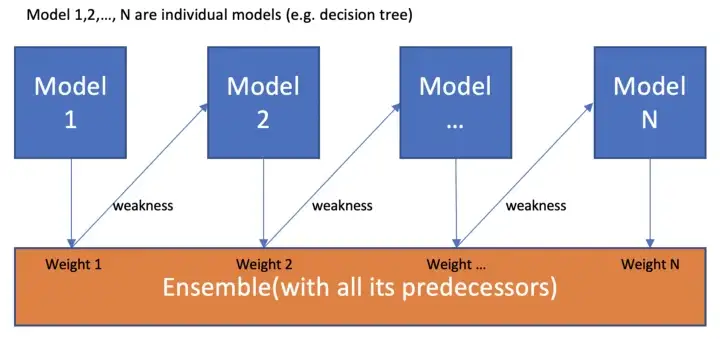 Model 1,2,..., N are individual models (e.g. decision tree)
Model
1
Model
2
Model
...
Model
N
weakness
weakness
weakness
Weight 1
Weight 2
Weight ...
Weight N
Ensemble(with all its predecessors)